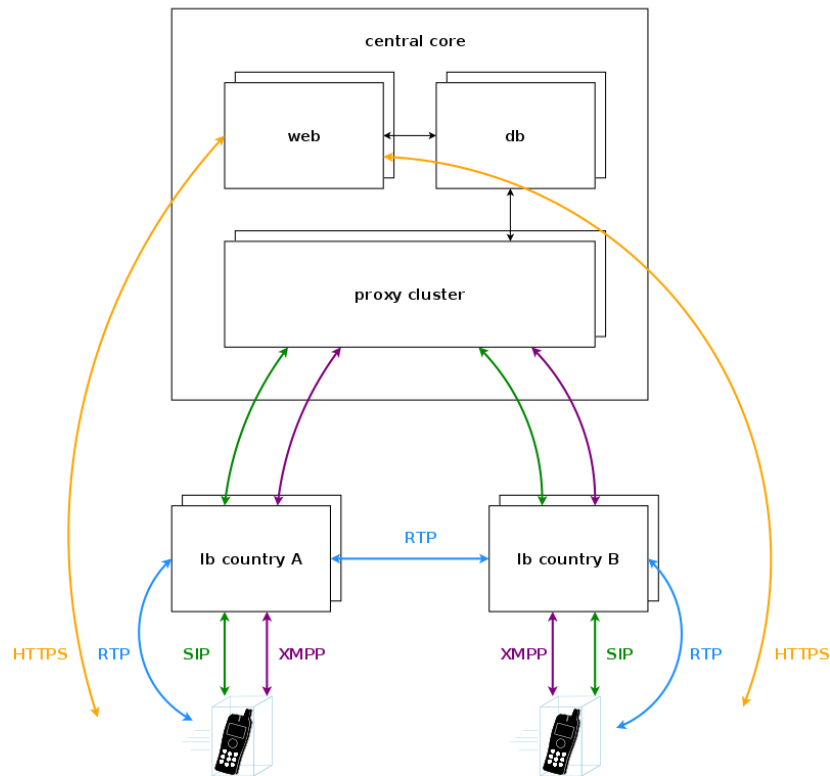 central core
web
db
proxy cluster
RTP
lb country A
lb country B
HTTPS
RTP
SIP
XMPP
XMPP
SIP
RTP
HTTPS